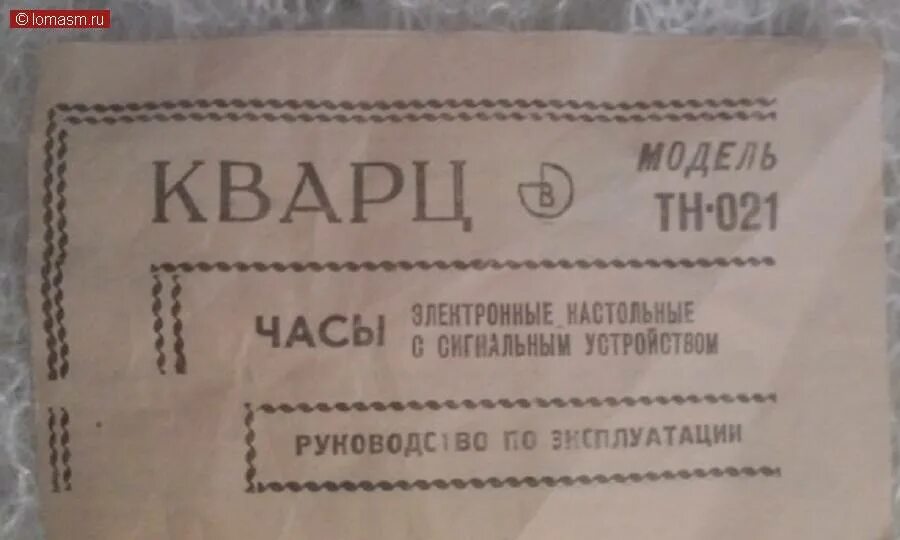 © lomasm.ru
КВАРЦ В МОДЕЛЬ
ТН-021
ЧАСЫ ЭЛЕКТРОННЫЕ НАСТОЛЬНЫЕ
С СИГНАЛЬНЫМ УСТРОЙСТВОМ
РУКОВОДСТВО ПО ЭКСПЛУАТАЦИИ